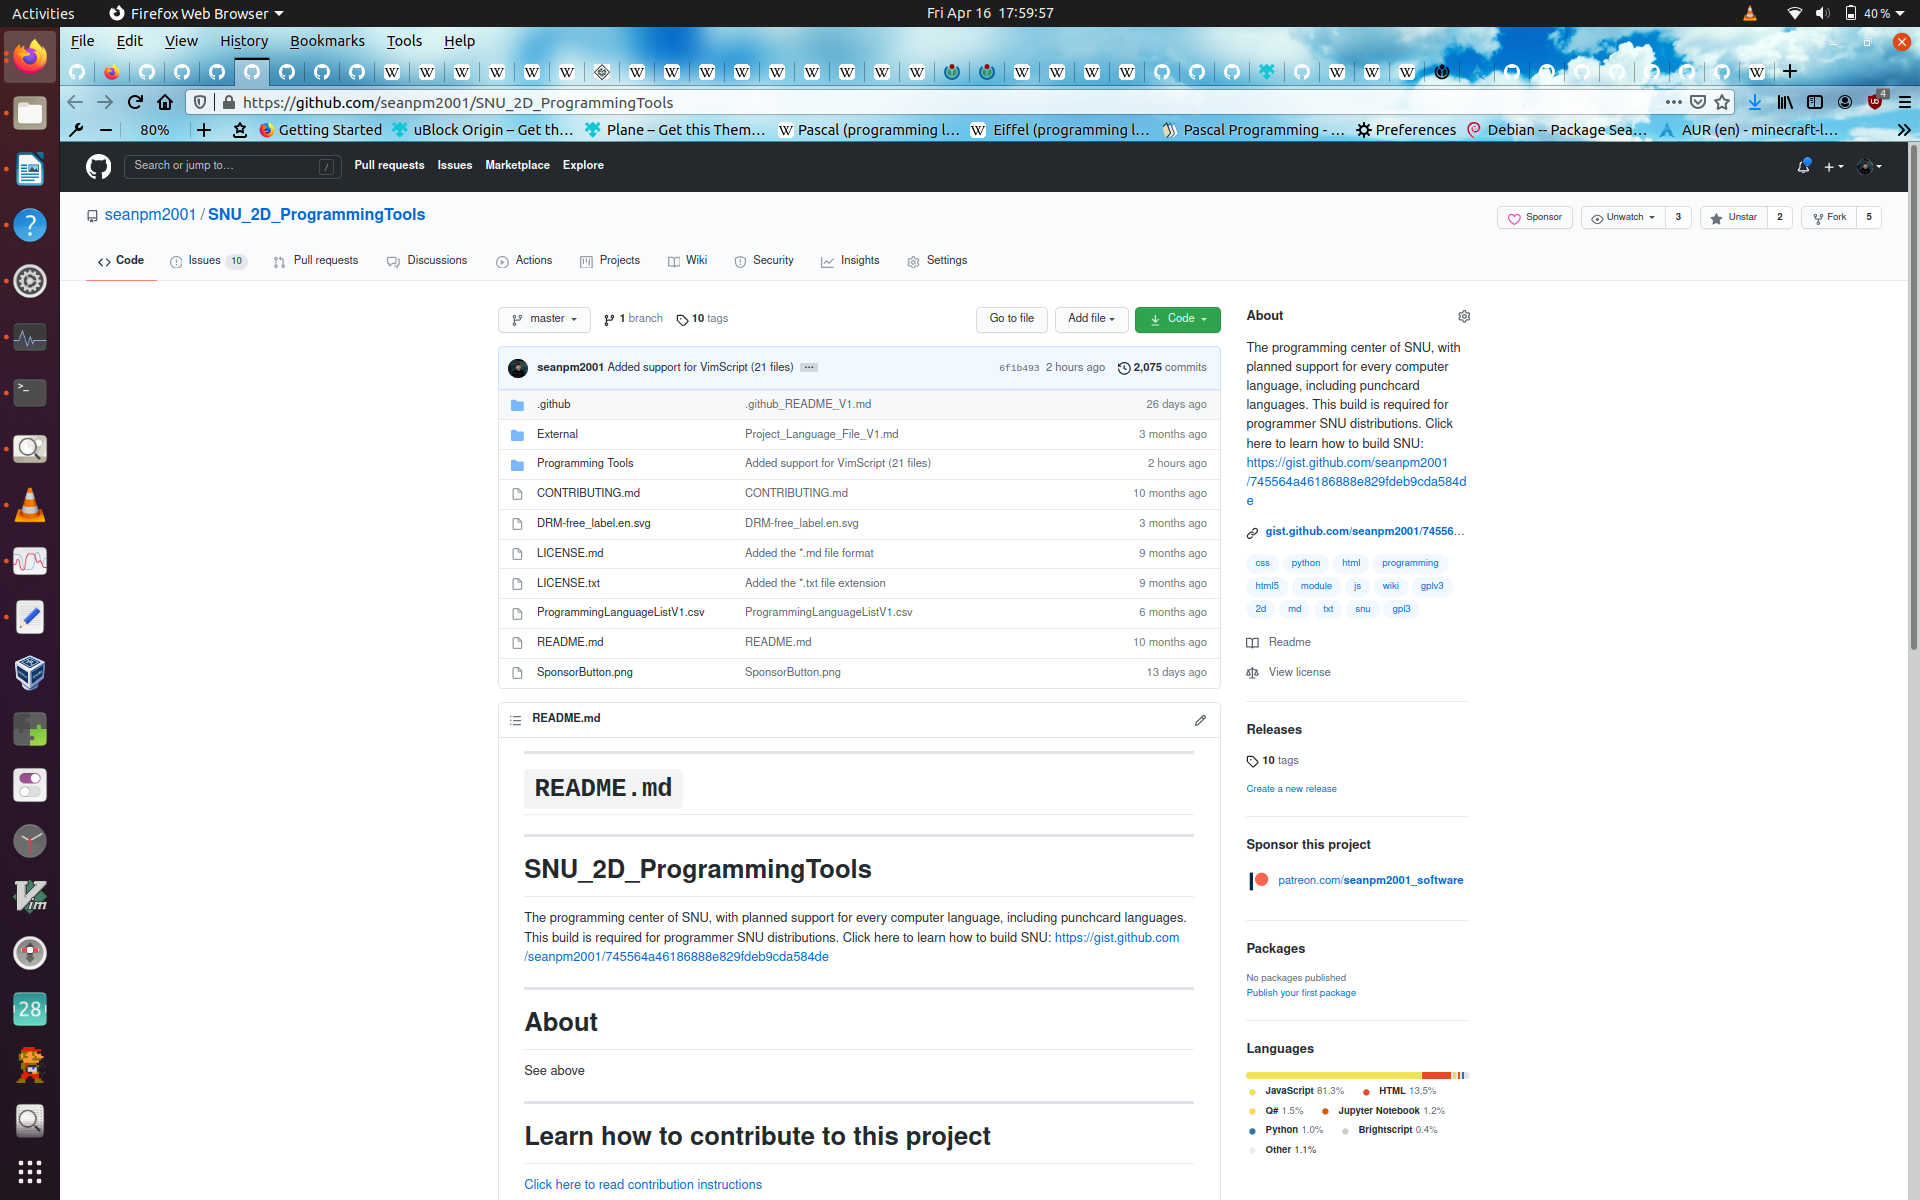 Activities Firefox Web Browser Fri Apr 16 17:59:57 40 %
File Edit View History Bookmarks Tools Help
https://github.com/seanpm2001/SNU_2D_ProgrammingTools 4
80% Getting Started uBlock Origin – Get th… Plane – Get this Them… Pascal (programming l… Eiffel (programming l… Pascal Programming - … Preferences Debian -- Package Sea… AUR (en) - minecraft-l…
Search or jump to… / Pull requests Issues Marketplace Explore
seanpm2001 / SNU_2D_ProgrammingTools Sponsor Unwatch 3 Unstar 2 Fork 5
Code Issues 10 Pull requests Discussions Actions Projects Wiki Security Insights Settings
master 1 branch 10 tags Go to file Add file Code
seanpm2001 Added support for VimScript (21 files) 6f1b493 2 hours ago 2,075 commits
.github .github_README_V1.md 26 days ago
External Project_Language_File_V1.md 3 months ago
Programming Tools Added support for VimScript (21 files) 2 hours ago
CONTRIBUTING.md CONTRIBUTING.md 10 months ago
DRM-free_label.en.svg DRM-free_label.en.svg 3 months ago
LICENSE.md Added the *.md file format 9 months ago
LICENSE.txt Added the *.txt file extension 9 months ago
ProgrammingLanguageListV1.csv ProgrammingLanguageListV1.csv 6 months ago
README.md README.md 10 months ago
SponsorButton.png SponsorButton.png 13 days ago
README.md
README.md
SNU_2D_ProgrammingTools
The programming center of SNU, with planned support for every computer language, including punchcard languages.
This build is required for programmer SNU distributions. Click here to learn how to build SNU: https://gist.github.com
/seanpm2001/745564a46186888e829fdeb9cda584de
About
See above
Learn how to contribute to this project
Click here to read contribution instructions
About
The programming center of SNU, with
planned support for every computer
language, including punchcard
languages. This build is required for
programmer SNU distributions. Click
here to learn how to build SNU:
https://gist.github.com/seanpm2001
/745564a46186888e829fdeb9cda584d
e
gist.github.com/seanpm2001/74556…
css python html programming
html5 module js wiki gplv3
2d md txt snu gpl3
Readme
View license
Releases
10 tags
Create a new release
Sponsor this project
patreon.com/seanpm2001_software
Packages
No packages published
Publish your first package
Languages
JavaScript 81.3% HTML 13.5%
Q# 1.5% Jupyter Notebook 1.2%
Python 1.0% Brightscript 0.4%
Other 1.1%
28